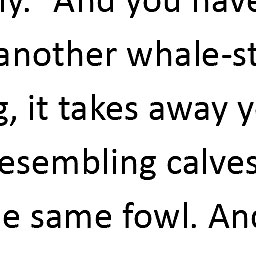 ly. "And you have
another whale-st
g, it takes away y
esembling calves
e same fowl. And